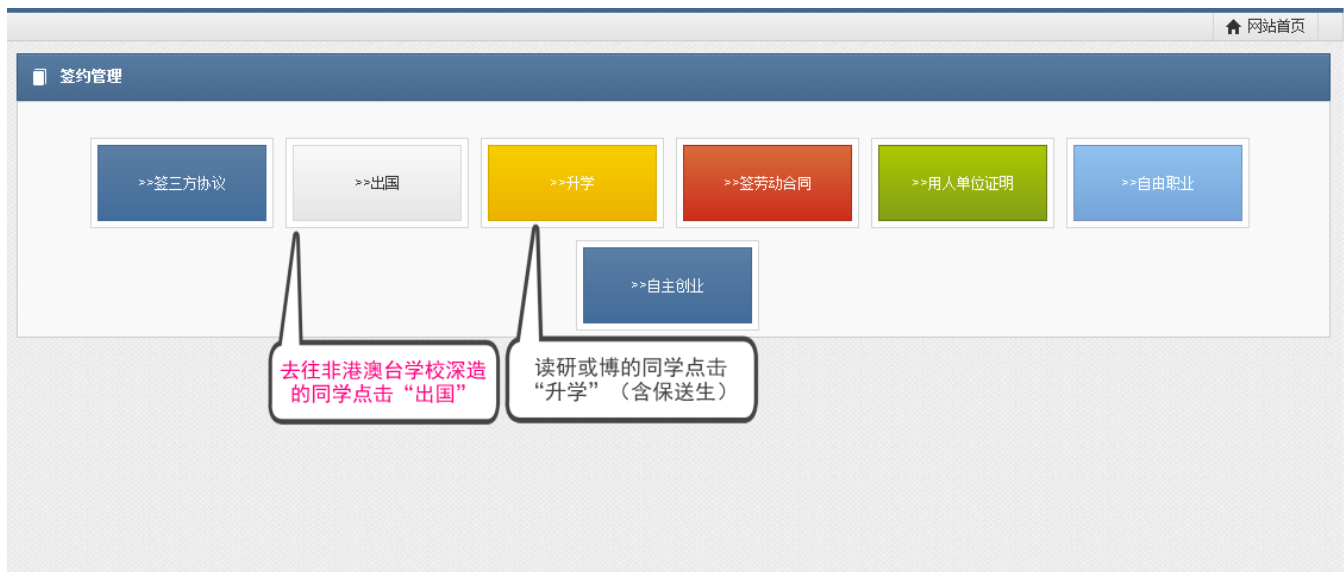 网站首页
签约管理
>>签三方协议
>>出国
>>升学
>>签劳动合同
>>用人单位证明
>>自由职业
>>自主创业
去往非港澳台学校深造
的同学点击“出国”
读研或博的同学点击
“升学”（含保送生）